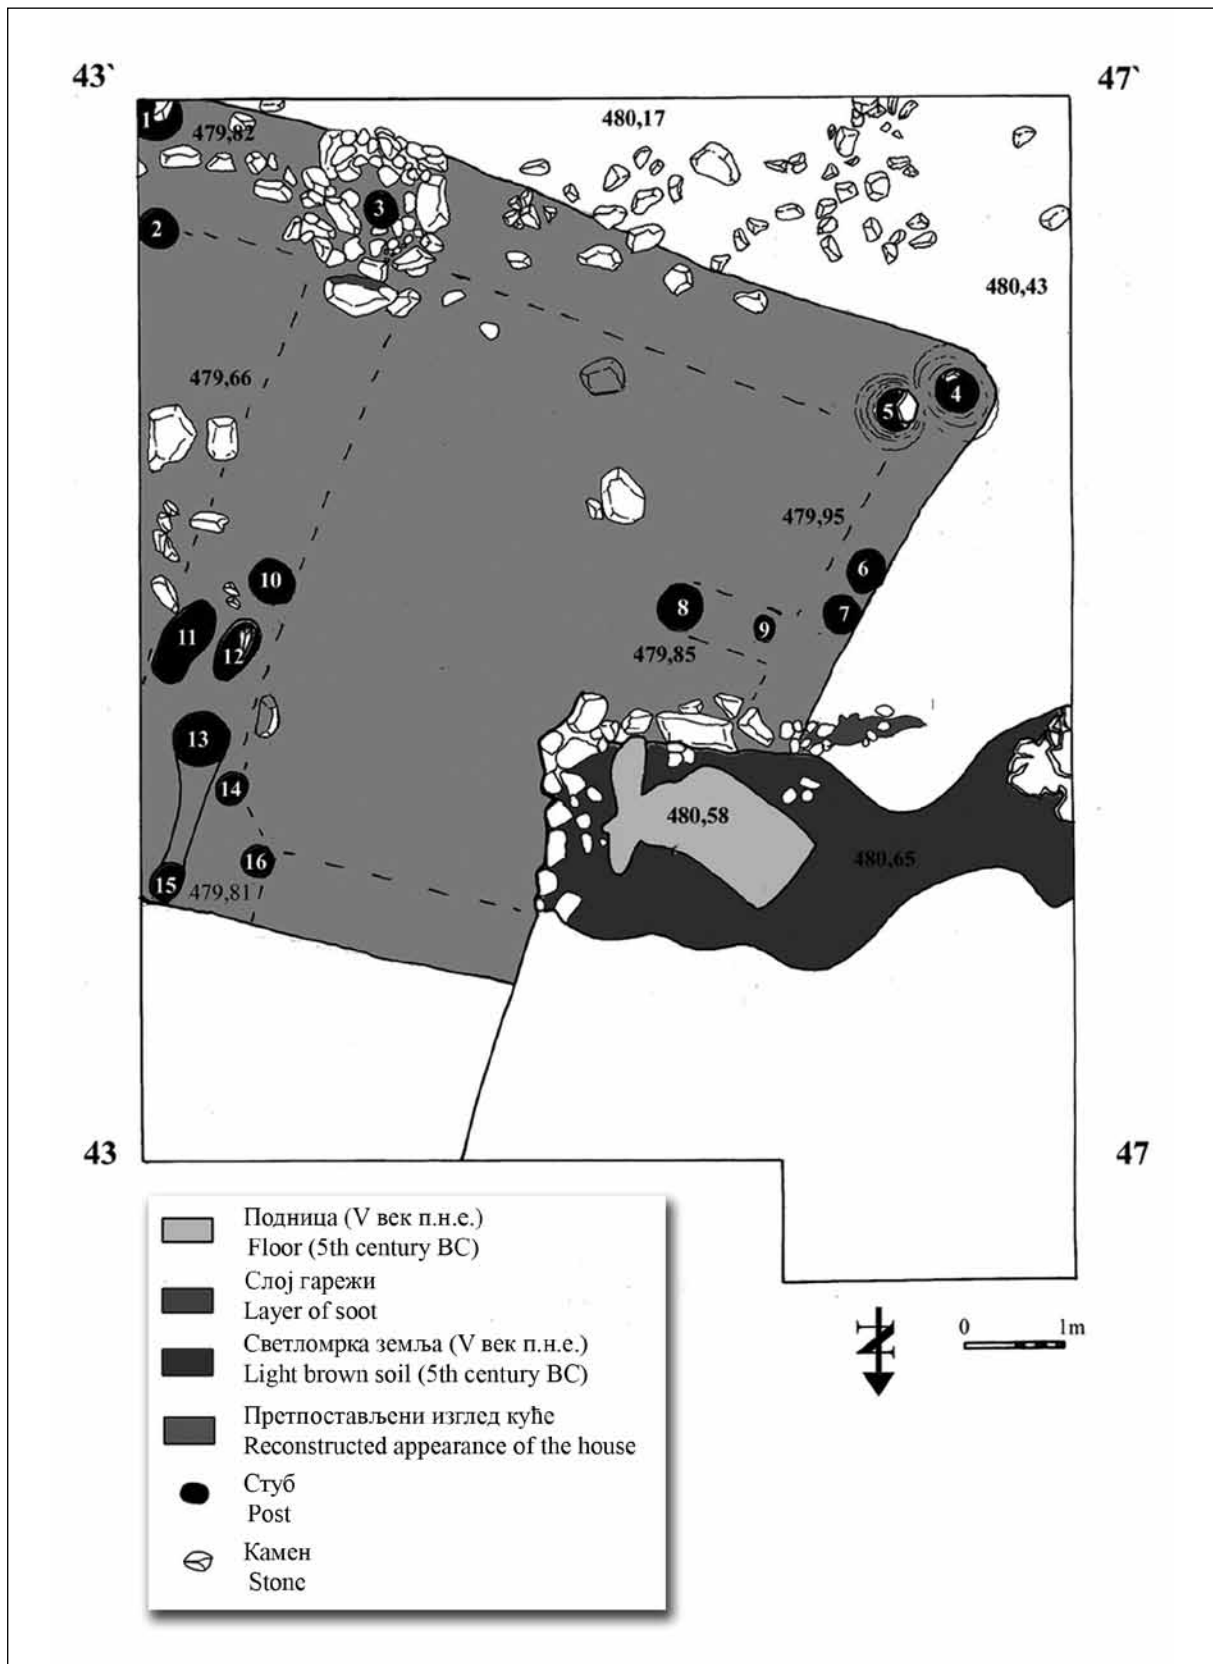 43` 47`
1 479,82 480,17
3
2
480,43
479,66
4
5
479,95
6
10
8 7
9
11
12 479,85
13
14
480,58
16 480,65
15 479,81
43 47
Подница (V век п.н.е.)
Floor (5th century BC)
Слој гарежи
Layer of soot
Светломрка земља (V век п.н.е.)
Light brown soil (5th century BC)
Претпостављени изглед куће
Reconstructed appearance of the house
Стуб
Post
Камен
Stone
N
0 1m